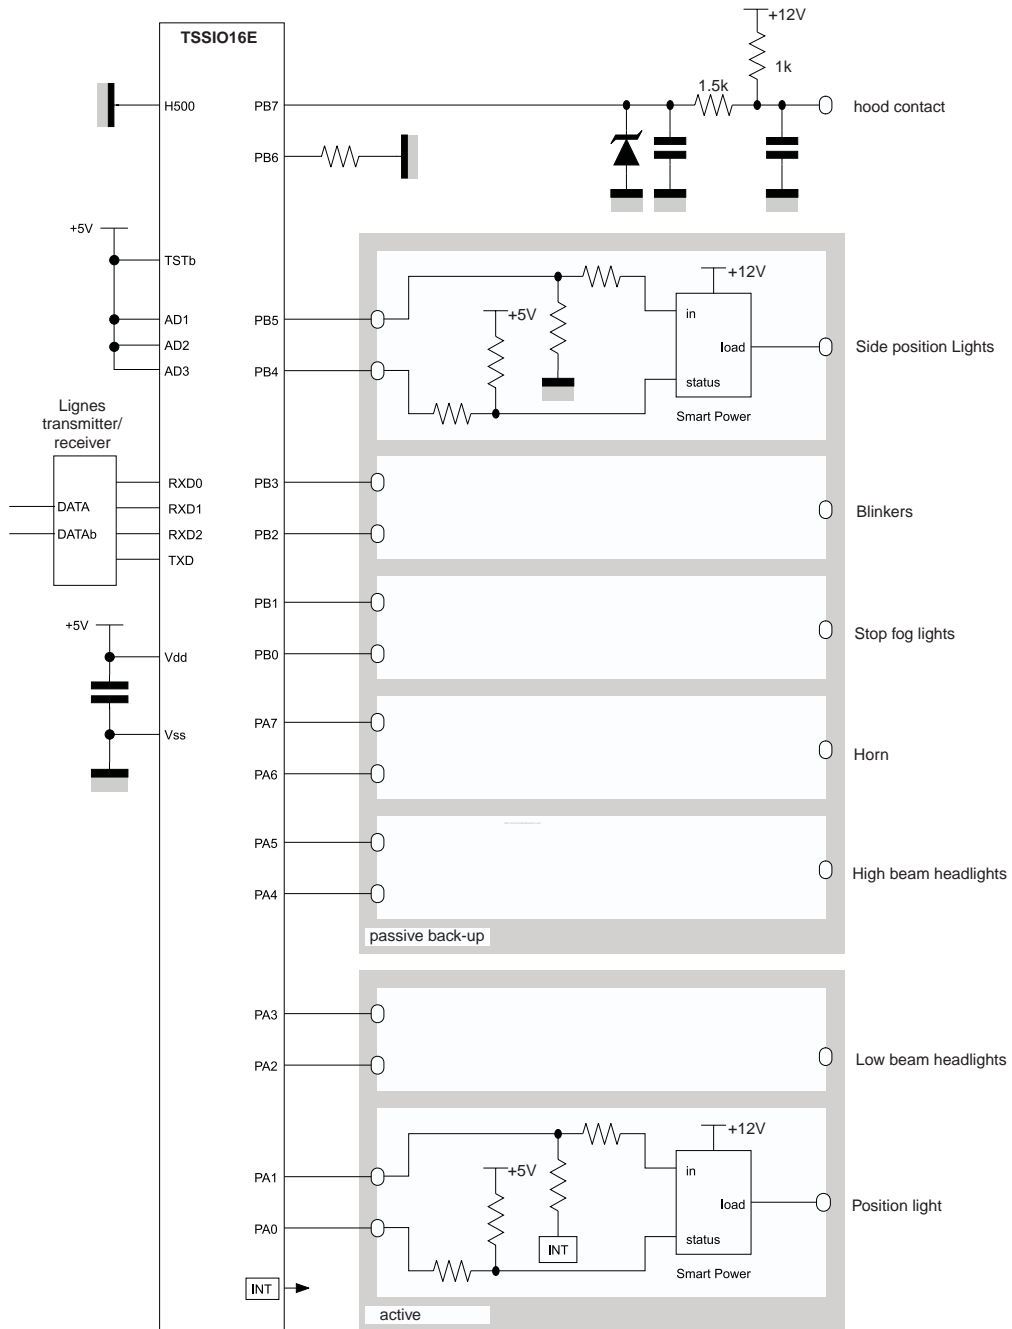 TSSIO16E
+12V
1k
1.5k
H500
PB7
hood contact
PB6
+5V
TSTb
+12V
in
AD1
PB5
+5V
AD2
load
Side position Lights
AD3
PB4
status
Smart Power
Lignes
transmitter/
receiver
RXD0
PB3
DATA
RXD1
Blinkers
DATAb
RXD2
PB2
TXD
PB1
+5V
Stop fog lights
Vdd
PB0
PA7
Vss
Horn
PA6
PA5
High beam headlights
PA4
passive back-up
PA3
Low beam headlights
PA2
+12V
PA1
+5V
in
load
Position light
PA0
INT
status
Smart Power
INT
active